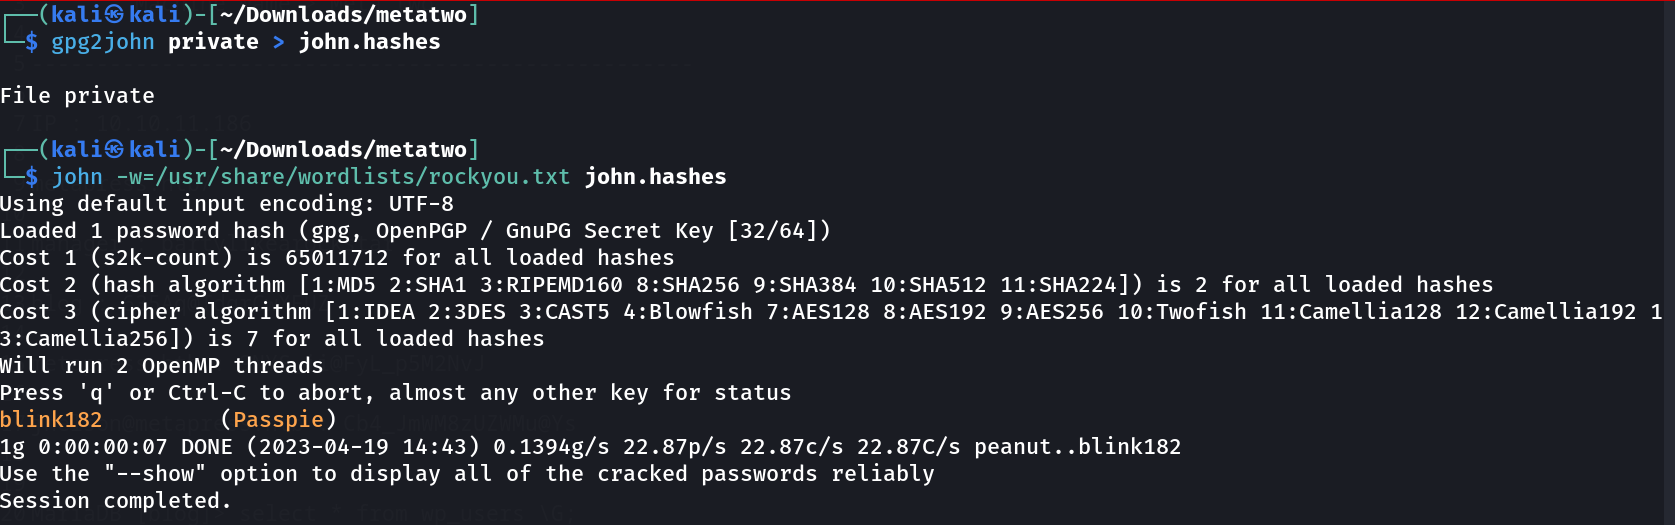 ┌──(kali㉿kali)-[~/Downloads/metatwo]
└─$ gpg2john private > john.hashes
File private
┌──(kali㉿kali)-[~/Downloads/metatwo]
└─$ john -w=/usr/share/wordlists/rockyou.txt john.hashes
Using default input encoding: UTF-8
Loaded 1 password hash (gpg, OpenPGP / GnuPG Secret Key [32/64])
Cost 1 (s2k-count) is 65011712 for all loaded hashes
Cost 2 (hash algorithm [1:MD5 2:SHA1 3:RIPEMD160 8:SHA256 9:SHA384 10:SHA512 11:SHA224]) is 2 for all loaded hashes
Cost 3 (cipher algorithm [1:IDEA 2:3DES 3:CAST5 4:Blowfish 7:AES128 8:AES192 9:AES256 10:Twofish 11:Camellia128 12:Camellia192 1
3:Camellia256]) is 7 for all loaded hashes
Will run 2 OpenMP threads
Press 'q' or Ctrl-C to abort, almost any other key for status
blink182         (Passpie)
1g 0:00:00:07 DONE (2023-04-19 14:43) 0.1394g/s 22.87p/s 22.87c/s 22.87C/s peanut..blink182
Use the "--show" option to display all of the cracked passwords reliably
Session completed.